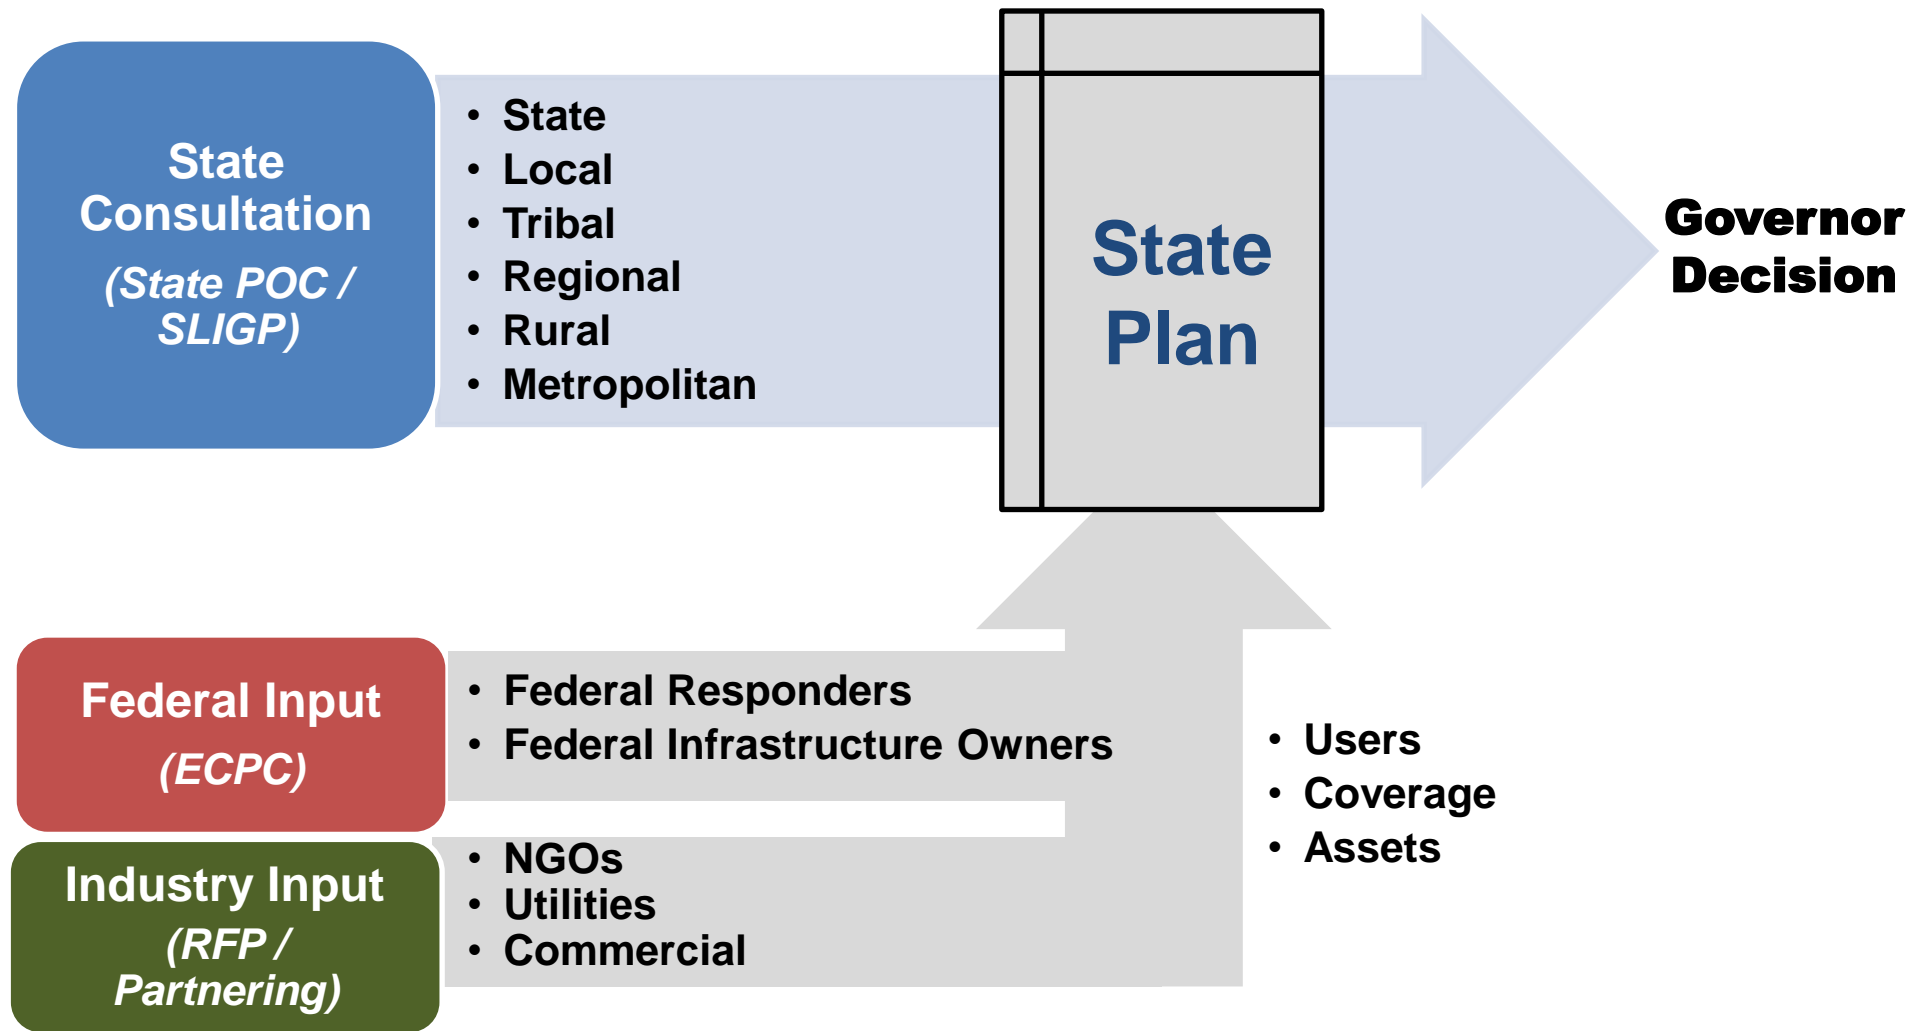 State
Consultation
(State POC /
SLIGP)
• State
• Local
• Tribal
• Regional
• Rural
• Metropolitan
State
Plan
Governor
Decision
Federal Input
(ECPC)
• Federal Responders
• Federal Infrastructure Owners
Industry Input
(RFP /
Partnering)
• NGOs
• Utilities
• Commercial
• Users
• Coverage
• Assets